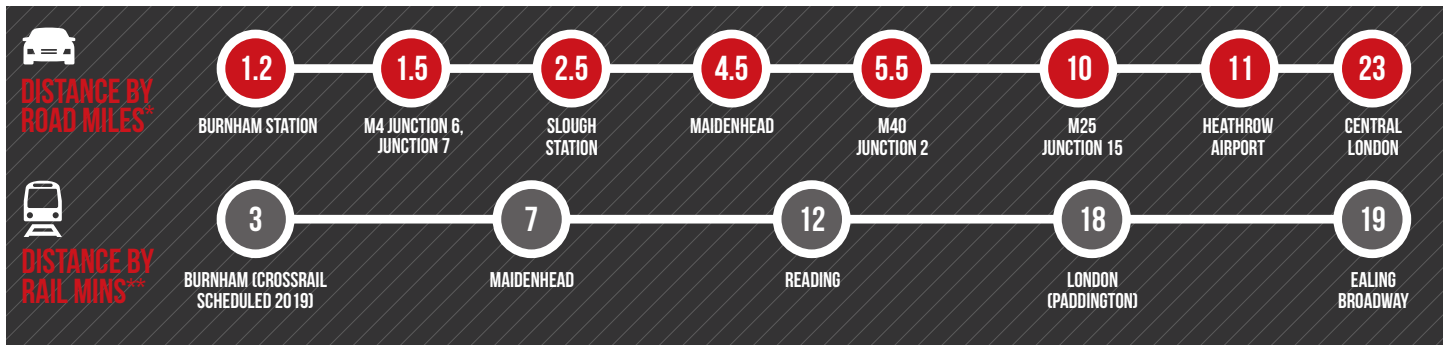 DISTANCE BY
ROAD MILES*
1.2
1.5
2.5
4.5
5.5
10
11
23
BURNHAM STATION
M4 JUNCTION 6,
JUNCTION 7
SLOUGH
STATION
MAIDENHEAD
M40
JUNCTION 2
M25
JUNCTION 15
HEATHROW
AIRPORT
CENTRAL
LONDON
DISTANCE BY
RAIL MINS**
3
7
12
18
19
BURNHAM (CROSSRAIL
SCHEDULED 2019)
MAIDENHEAD
READING
LONDON
(PADDINGTON)
EALING
BROADWAY